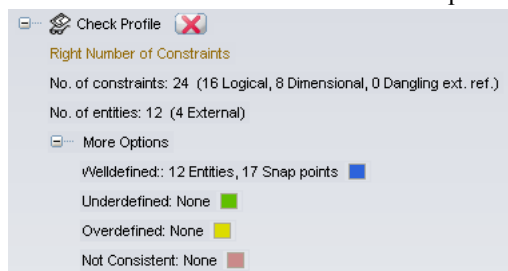 Check Profile
Right Number of Constraints
No. of constraints: 24 (16 Logical, 8 Dimensional, 0 Dangling ext. ref.)
No. of entities: 12 (4 External)
More Options
Welldefined:: 12 Entities, 17 Snap points
Underdefined: None
Overdefined: None
Not Consistent: None